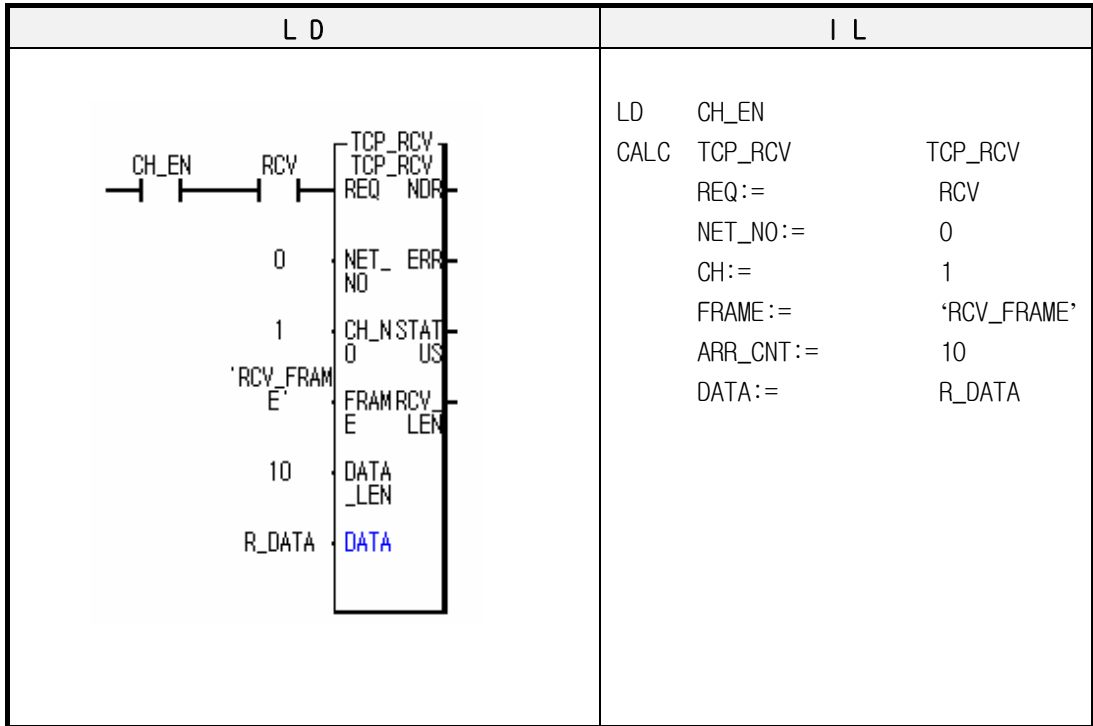 L D
I L
CH_EN
RCV
TCP_RCV
TCP_RCV
REQ NDR
0
NET_ ERR
NO
1
CH_N STAT
O US
'RCV_FRAM
E'
FRAM RCV_
E LEN
10
DATA
_LEN
R_DATA
DATA
LD CH_EN
CALC TCP_RCV TCP_RCV
REQ:= RCV
NET_NO:= 0
CH:= 1
FRAME:= ‘RCV_FRAME’
ARR_CNT:= 10
DATA:= R_DATA